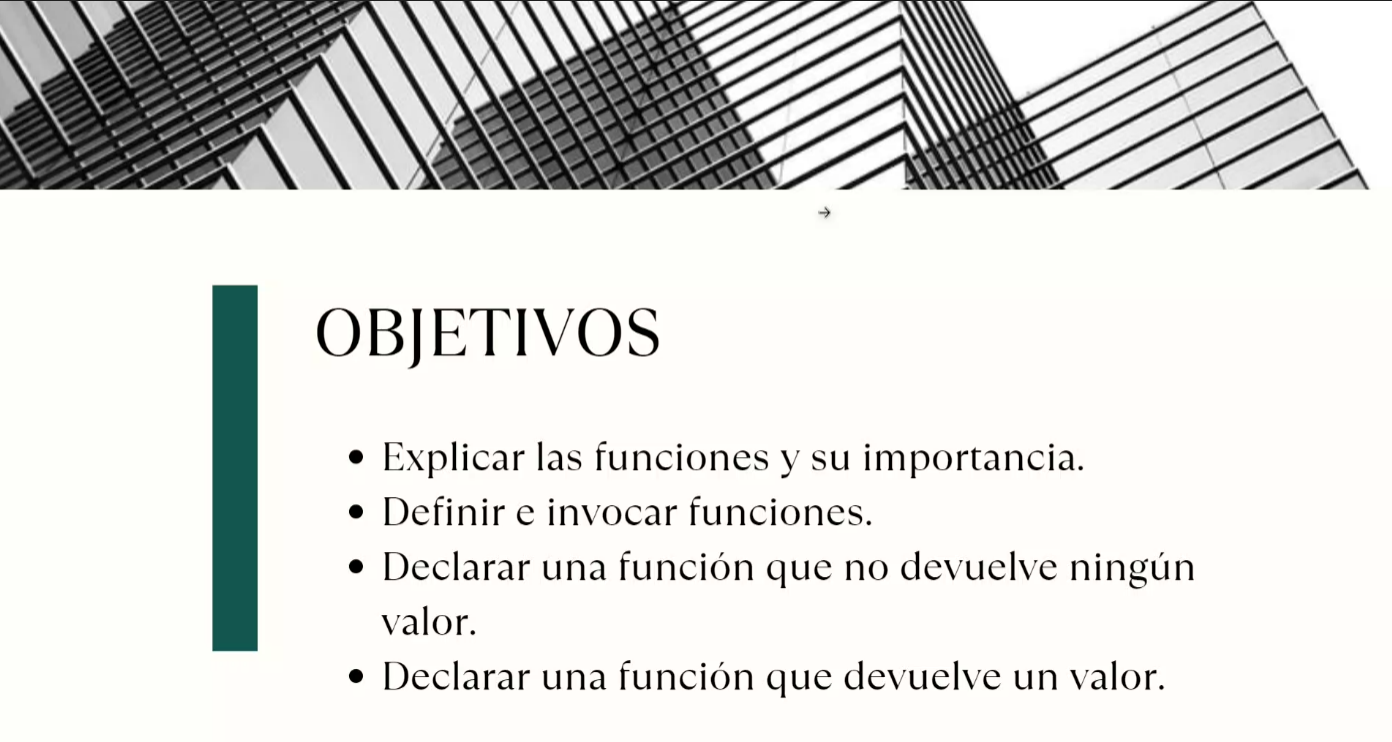 OBJETIVOS
• Explicar las funciones y su importancia.
• Definir e invocar funciones.
• Declarar una función que no devuelve ningún
valor.
• Declarar una función que devuelve un valor.